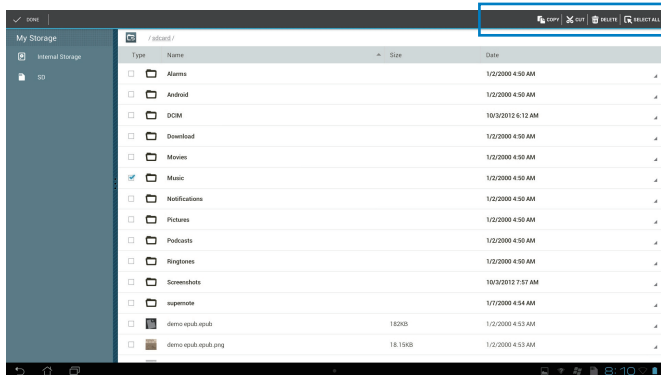 DONE
COPY CUT DELETE SELECT ALL
My Storage
Internal Storage
SD
/ sdcard /
Type Name Size Date
Alarms 1/2/2000 4:50 AM
Android 1/2/2000 4:50 AM
DCIM 10/3/2012 6:12 AM
Download 1/2/2000 4:50 AM
Movies 1/2/2000 4:50 AM
Music 1/2/2000 4:50 AM
Notifications 1/2/2000 4:50 AM
Pictures 1/2/2000 4:50 AM
Podcasts 1/2/2000 4:50 AM
Ringtones 1/2/2000 4:50 AM
Screenshots 10/3/2012 7:57 AM
supernote 1/7/2000 4:54 AM
demo epub.epub 182KB 1/2/2000 4:53 AM
demo epub.epub.png 18.15KB 1/2/2000 4:53 AM
8:10